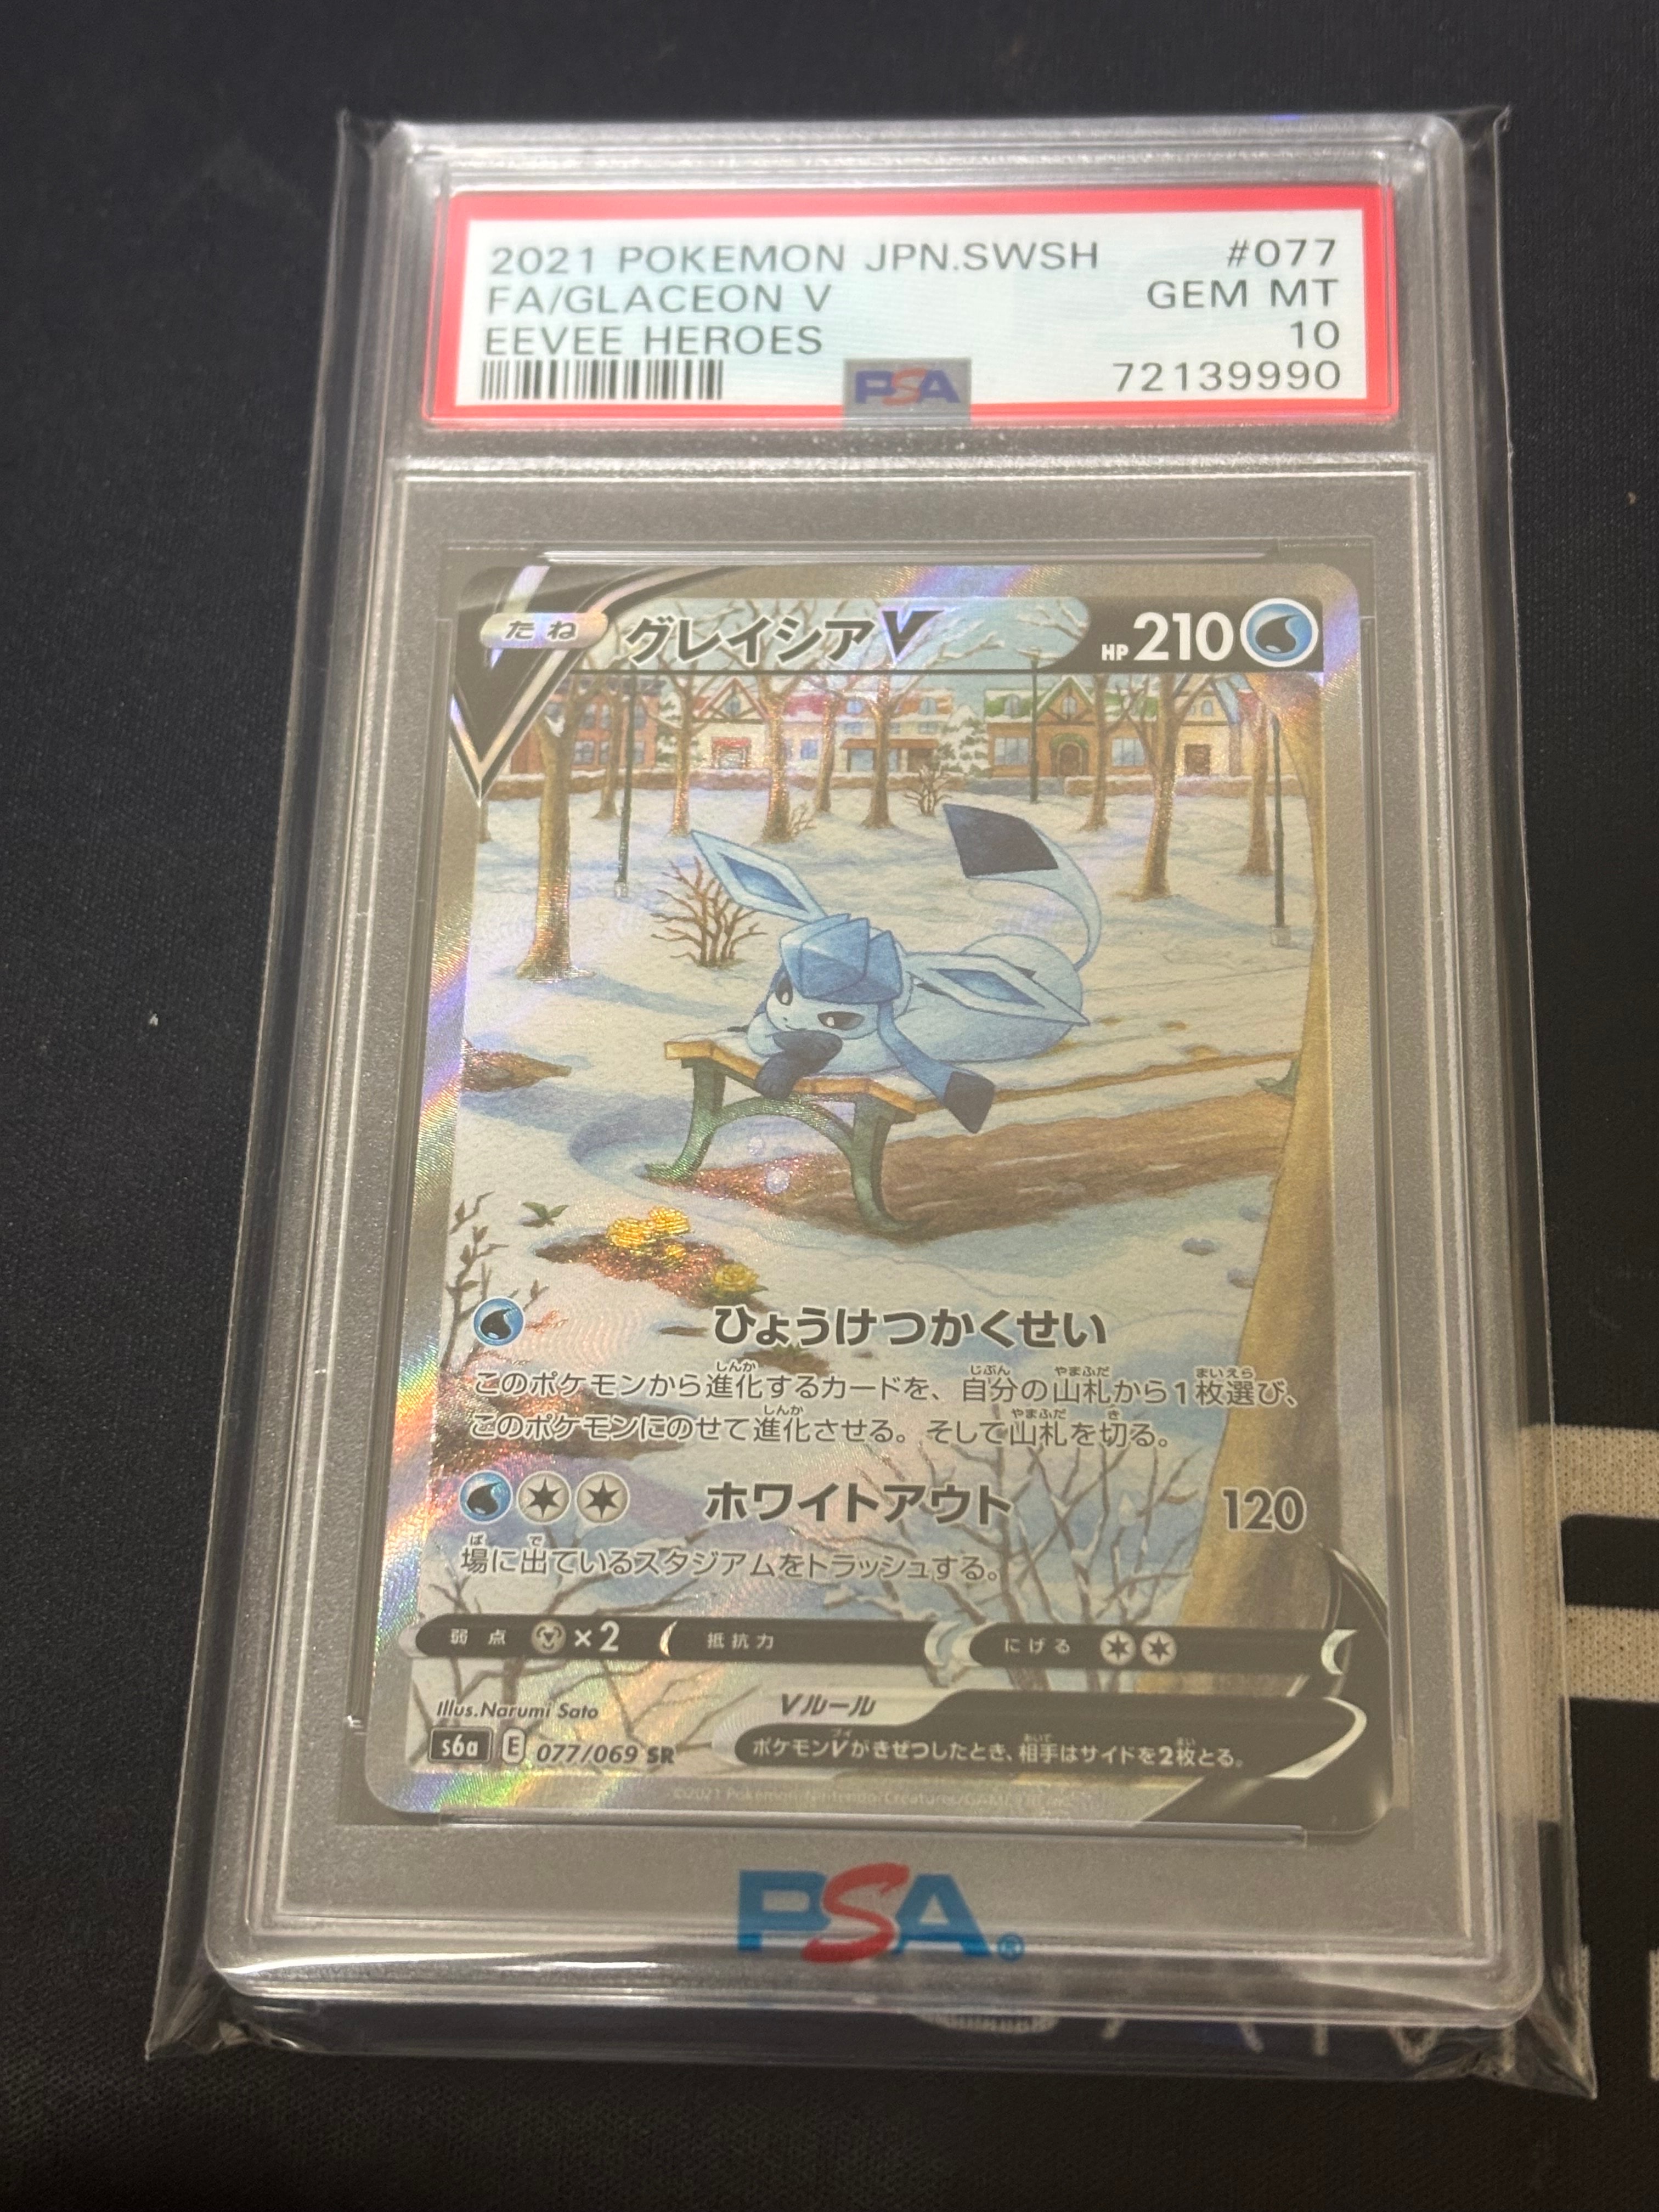 2021 POKEMON JPN.SWSH #077
FA/GLACEON V GEM MT
EEVEE HEROES 10
PSA 72139990
たね グレイシアV HP210
ひょうけつかくせい
このポケモンから進化するカードを、自分の山札から1枚選び、
このポケモンにのせて進化させる。そして山札を切る。
ホワイトアウト 120
場に出ているスタジアムをトラッシュする。
弱点 ×2 抵抗力 にげる
Illus.Narumi Sato Vルール
s6a E 077/069 SR ポケモンVがきぜつしたとき、相手はサイドを2枚とる。
©2021 Pokémon/Nintendo/Creatures/GAME
PSA®